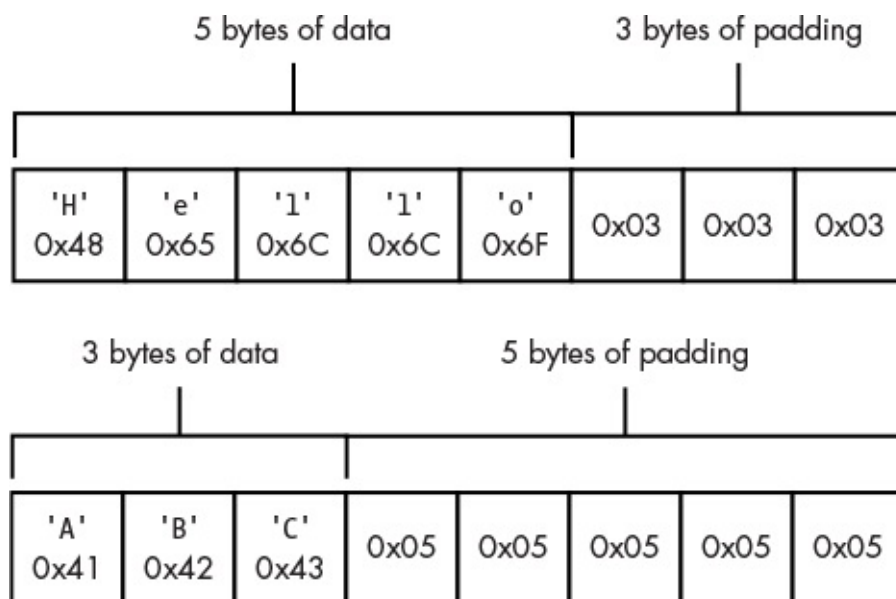 5 bytes of data 3 bytes of padding
'H' 'e' 'l' 'l' 'o'
0x48 0x65 0x6C 0x6C 0x6F 0x03 0x03 0x03
3 bytes of data 5 bytes of padding
'A' 'B' 'C'
0x41 0x42 0x43 0x05 0x05 0x05 0x05 0x05